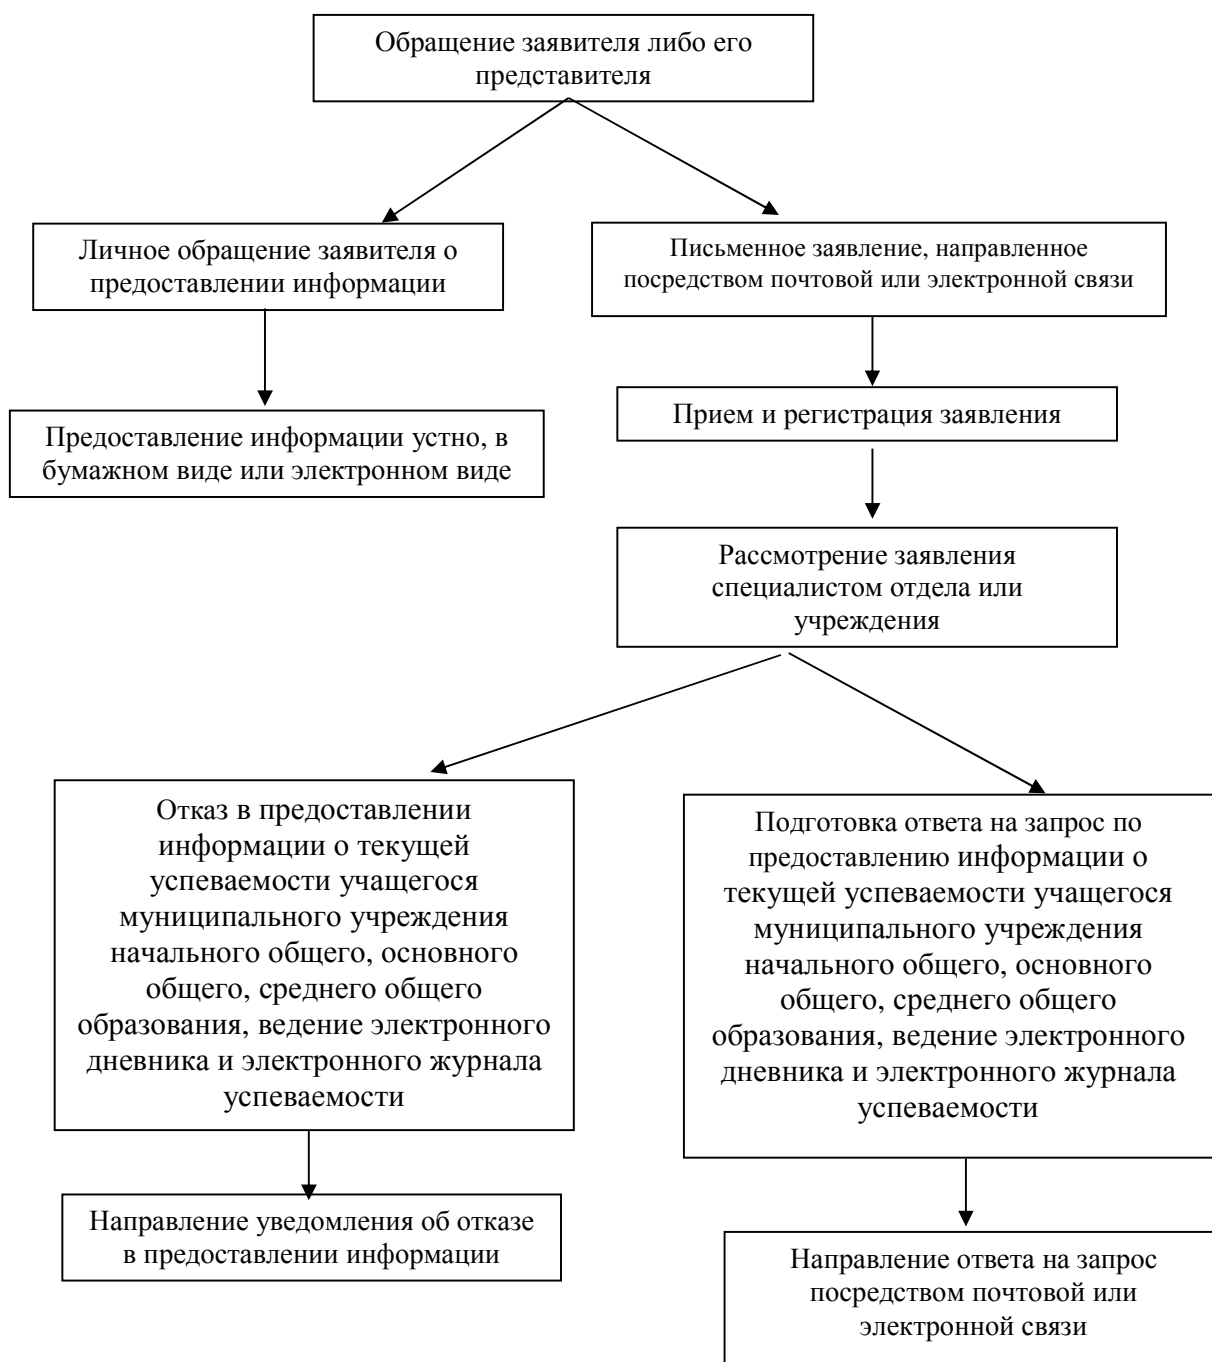 Обращение заявителя либо его
представителя
Личное обращение заявителя о
предоставлении информации
Письменное заявление, направленное
посредством почтовой или электронной связи
Предоставление информации устно, в
бумажном виде или электронном виде
Прием и регистрация заявления
Рассмотрение заявления
специалистом отдела или
учреждения
Отказ в предоставлении
информации о текущей
успеваемости учащегося
муниципального учреждения
начального общего, основного
общего, среднего общего
образования, ведение электронного
дневника и электронного журнала
успеваемости
Подготовка ответа на запрос по
предоставлению информации о
текущей успеваемости учащегося
муниципального учреждения
начального общего, основного
общего, среднего общего
образования, ведение электронного
дневника и электронного журнала
успеваемости
Направление уведомления об отказе
в предоставлении информации
Направление ответа на запрос
посредством почтовой или
электронной связи